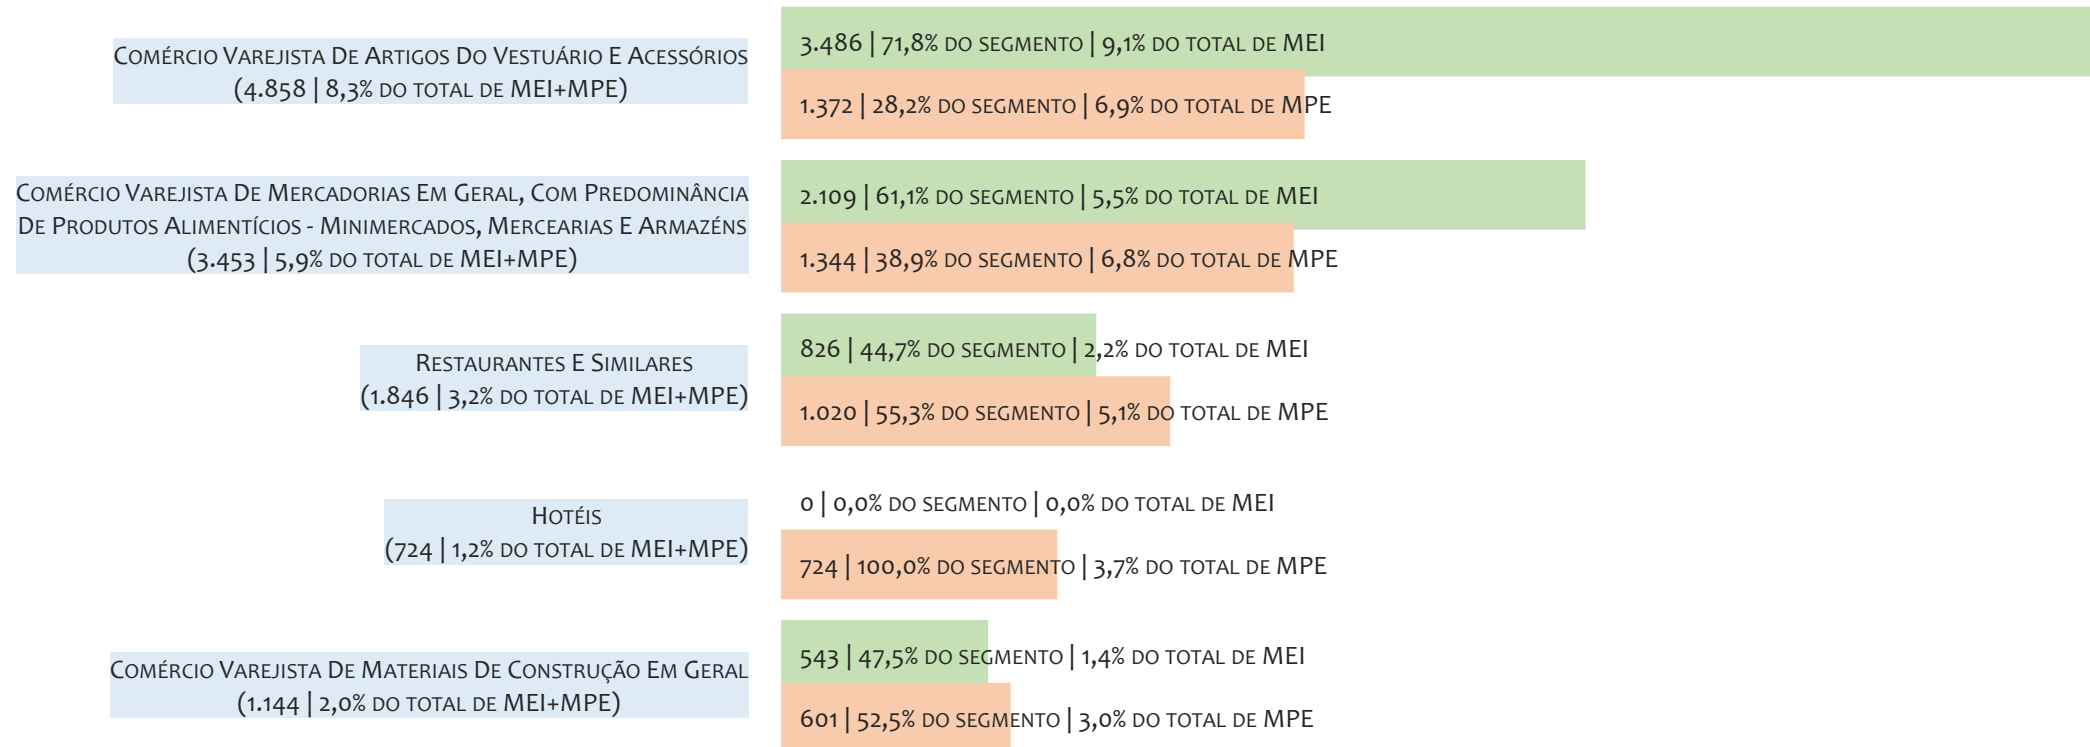 Comércio Varejista De Artigos Do Vestuário E Acessórios
(4.858 | 8,3% do total de MEI+MPE)
3.486 | 71,8% do segmento | 9,1% do total de MEI
1.372 | 28,2% do segmento | 6,9% do total de MPE
Comércio Varejista De Mercadorias Em Geral, Com Predominância
De Produtos Alimentícios - Minimercados, Mercearias E Armazéns
(3.453 | 5,9% do total de MEI+MPE)
2.109 | 61,1% do segmento | 5,5% do total de MEI
1.344 | 38,9% do segmento | 6,8% do total de MPE
Restaurantes E Similares
(1.846 | 3,2% do total de MEI+MPE)
826 | 44,7% do segmento | 2,2% do total de MEI
1.020 | 55,3% do segmento | 5,1% do total de MPE
Hotéis
(724 | 1,2% do total de MEI+MPE)
0 | 0,0% do segmento | 0,0% do total de MEI
724 | 100,0% do segmento | 3,7% do total de MPE
Comércio Varejista De Materiais De Construção Em Geral
(1.144 | 2,0% do total de MEI+MPE)
543 | 47,5% do segmento | 1,4% do total de MEI
601 | 52,5% do segmento | 3,0% do total de MPE